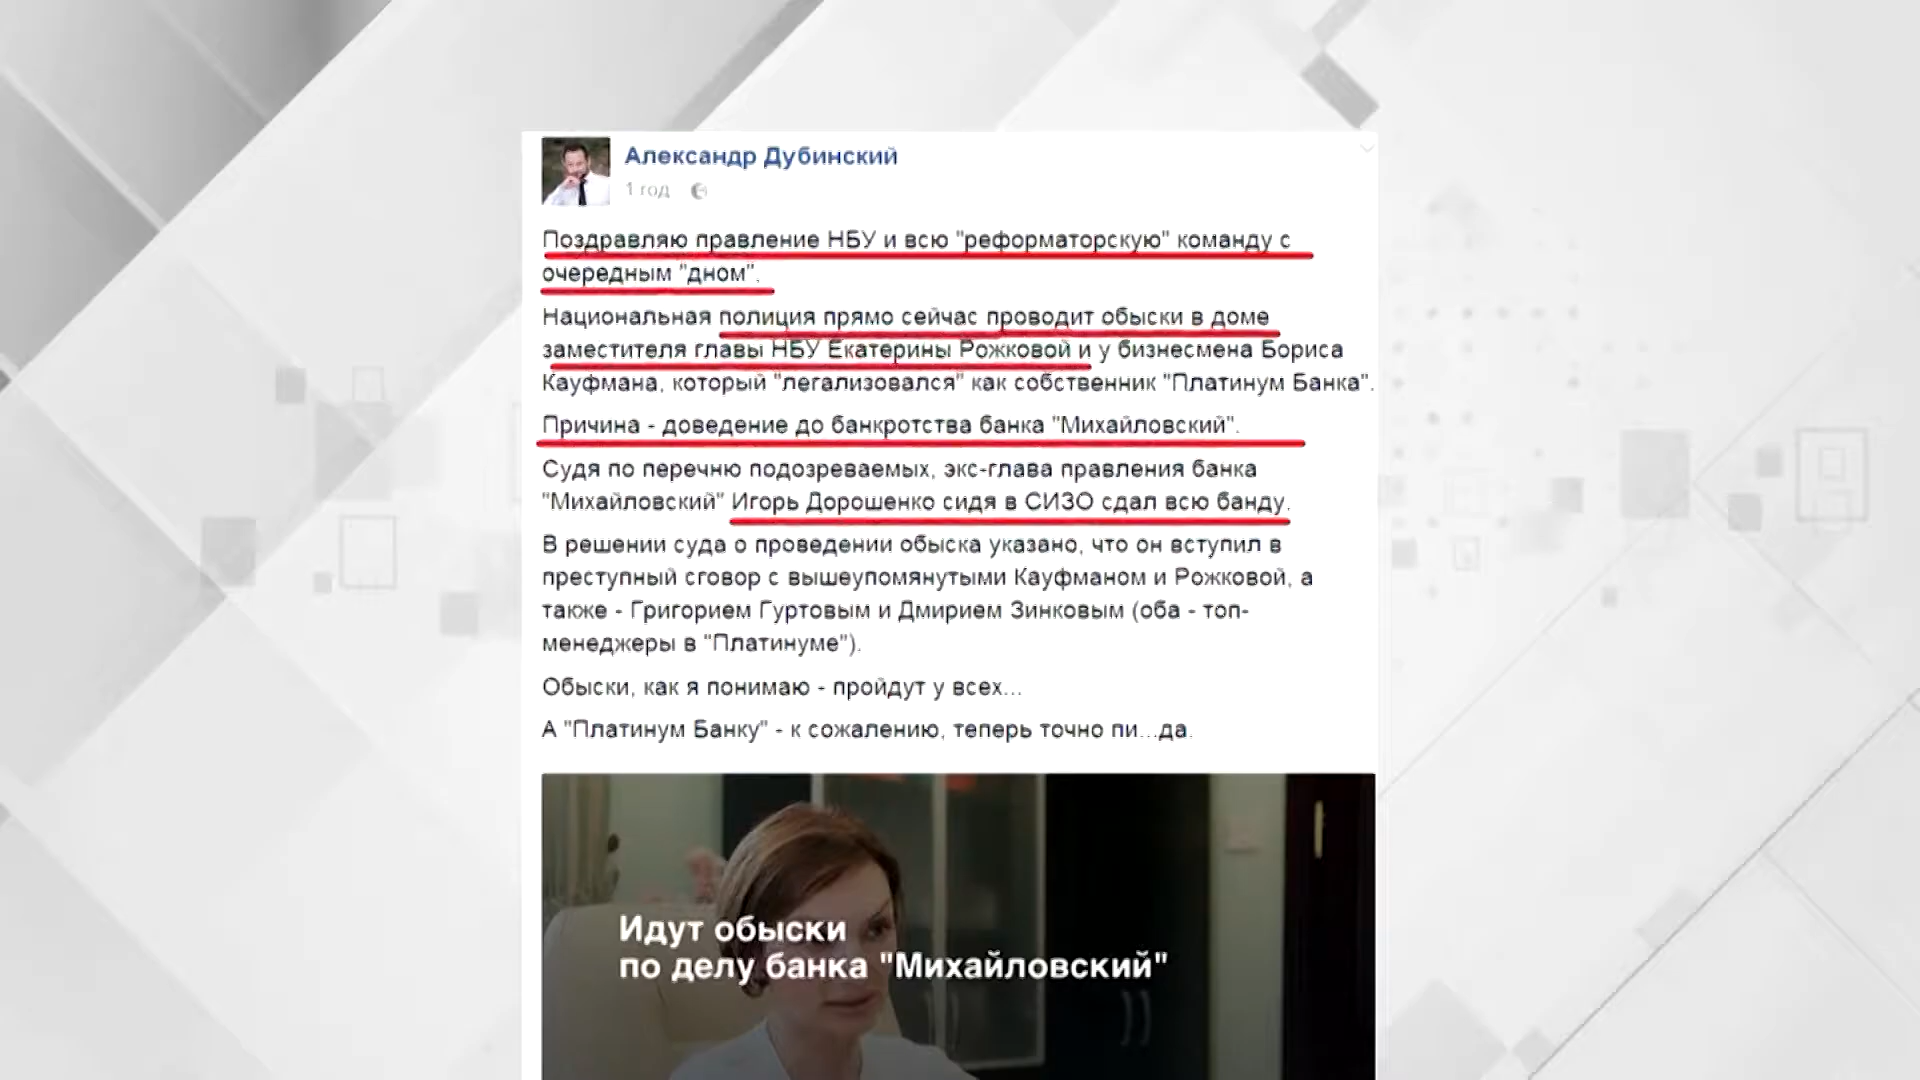 Александр Дубинский
1 год
Поздравляю правление НБУ и всю "реформаторскую" команду с
очередным "дном".
Национальная полиция прямо сейчас проводит обыски в доме
заместителя главы НБУ Екатерины Рожковой и у бизнесмена Бориса
Кауфмана, который "легализовался" как собственник "Платинум Банка".
Причина - доведение до банкротства банка "Михайловский".
Судя по перечню подозреваемых, экс-глава правления банка
"Михайловский" Игорь Дорошенко сидя в СИЗО сдал всю банду.
В решении суда о проведении обыска указано, что он вступил в
преступный сговор с вышеупомянутыми Кауфманом и Рожковой, а
также - Григорием Гуртовым и Дмирием Зинковым (оба - топ-
менеджеры в "Платинуме").
Обыски, как я понимаю - пройдут у всех...
А "Платинум Банку" - к сожалению, теперь точно пи...да.
Идут обыски
по делу банка "Михайловский"